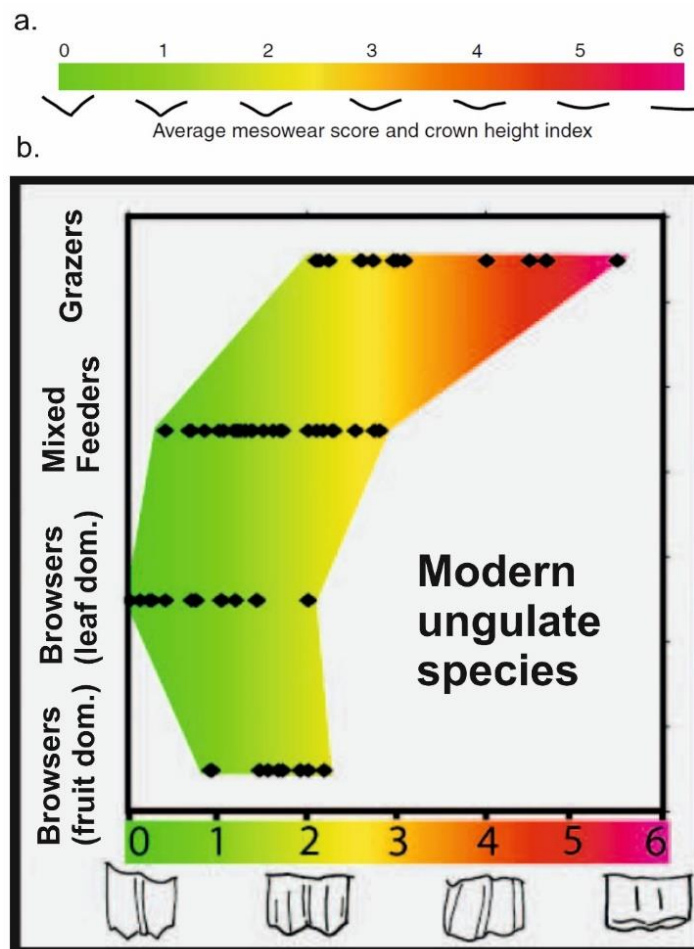 a.
0 1 2 3 4 5 6
Average mesowear score and crown height index
b.
Grazers
Mixed
Feeders
Browsers
(leaf dom.)
Browsers
(fruit dom.)
Modern
ungulate
species
0 1 2 3 4 5 6